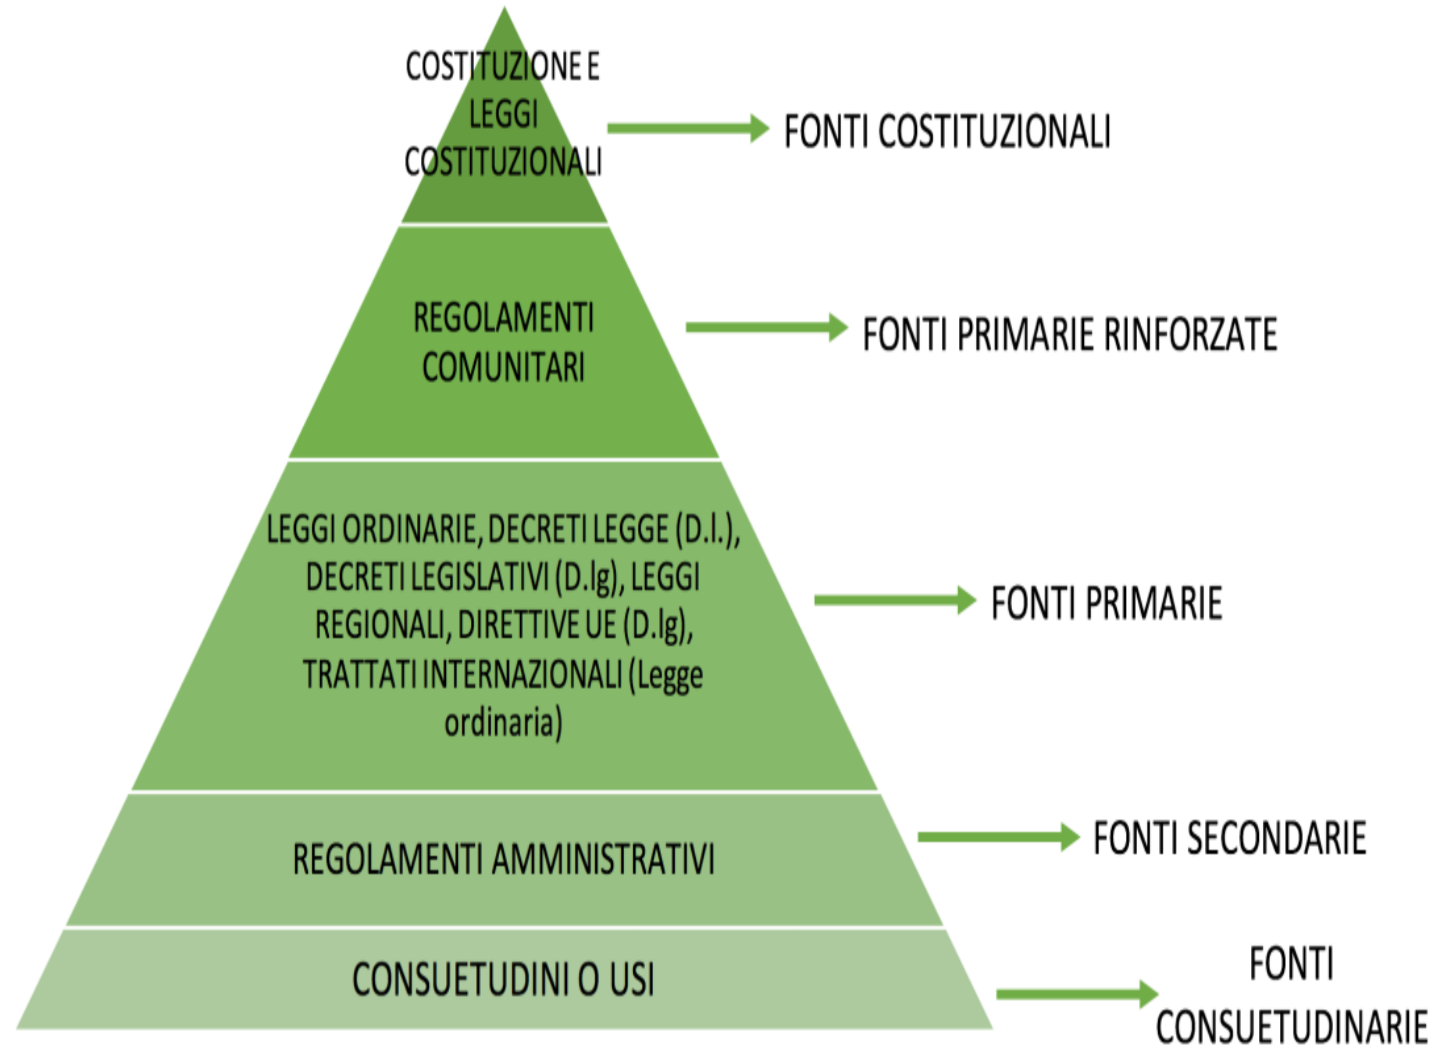 COSTITUZIONE E
LEGGI
COSTITUZIONALI
FONTI COSTITUZIONALI
REGOLAMENTI
COMUNITARI
FONTI PRIMARIE RINFORZATE
LEGGI ORDINARIE, DECRETI LEGGE (D.l.),
DECRETI LEGISLATIVI (D.lg), LEGGI
REGIONALI, DIRETTIVE UE (D.lg),
TRATTATI INTERNAZIONALI (Legge
ordinaria)
FONTI PRIMARIE
REGOLAMENTI AMMINISTRATIVI
FONTI SECONDARIE
CONSUETUDINI O USI
FONTI
CONSUETUDINARIE